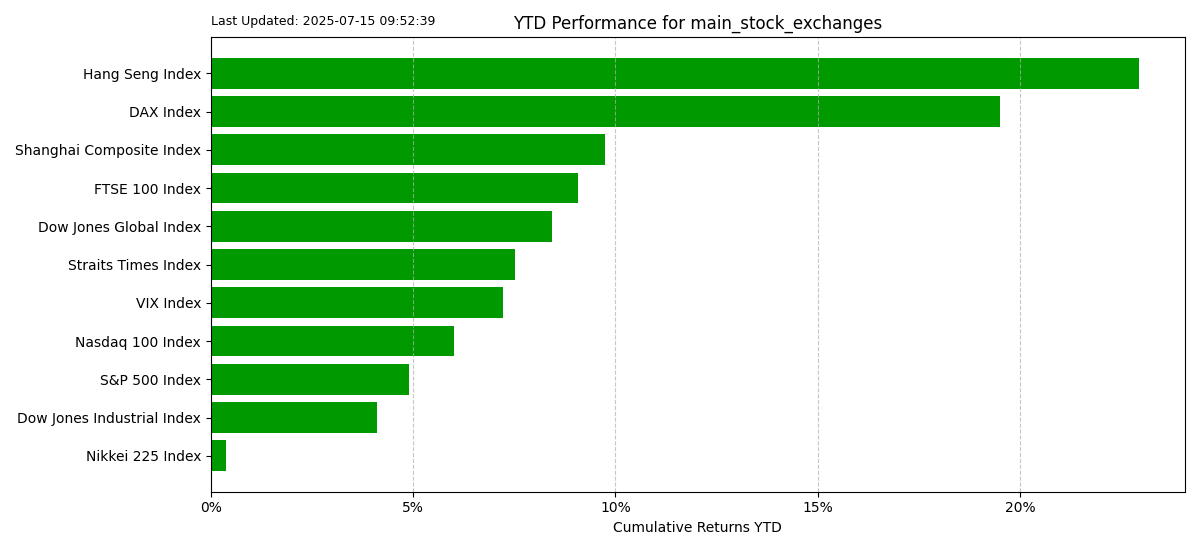 Last Updated: 2025-07-15 09:52:39
YTD Performance for main_stock_exchanges
Hang Seng Index
DAX Index
Shanghai Composite Index
FTSE 100 Index
Dow Jones Global Index
Straits Times Index
VIX Index
Nasdaq 100 Index
S&P 500 Index
Dow Jones Industrial Index
Nikkei 225 Index
0% 5% 10% 15% 20%
Cumulative Returns YTD